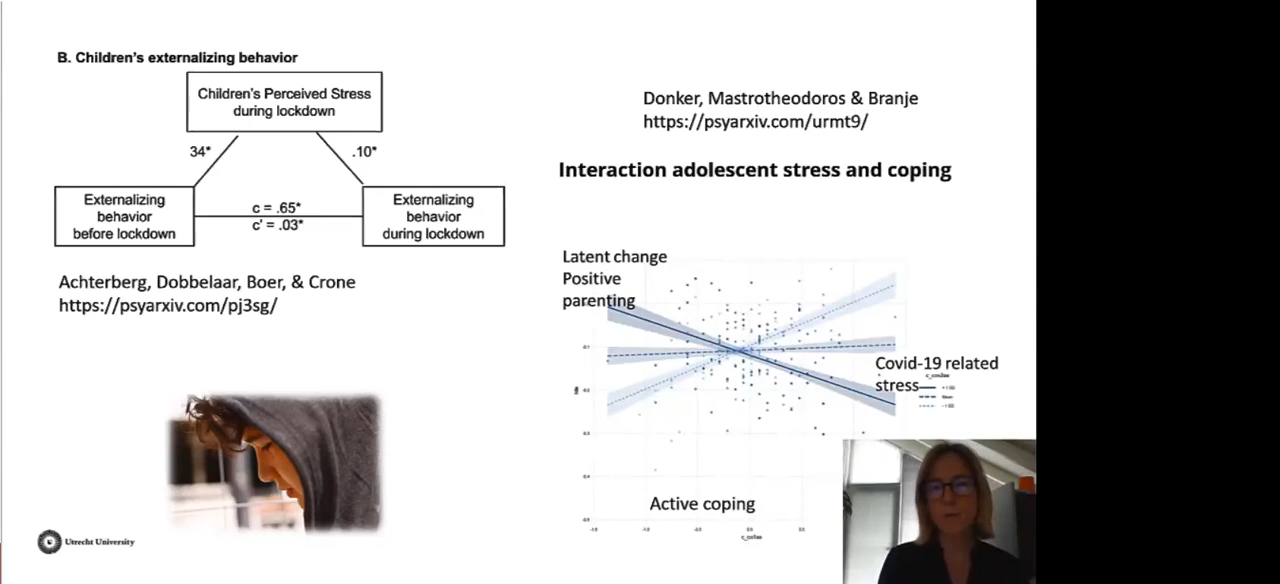 B. Children's externalizing behavior
Children's Perceived Stress
during lockdown
34*
.10*
Externalizing
behavior
before lockdown
c = .65*
c' = .03*
Externalizing
behavior
during lockdown
Achterberg, Dobbelaar, Boer, & Crone
https://psyarxiv.com/pj3sg/
Utrecht University
Donker, Mastrotheodoros & Branje
https://psyarxiv.com/urmt9/
Interaction adolescent stress and coping
Latent change
Positive
parenting
Covid-19 related
stress
Active coping